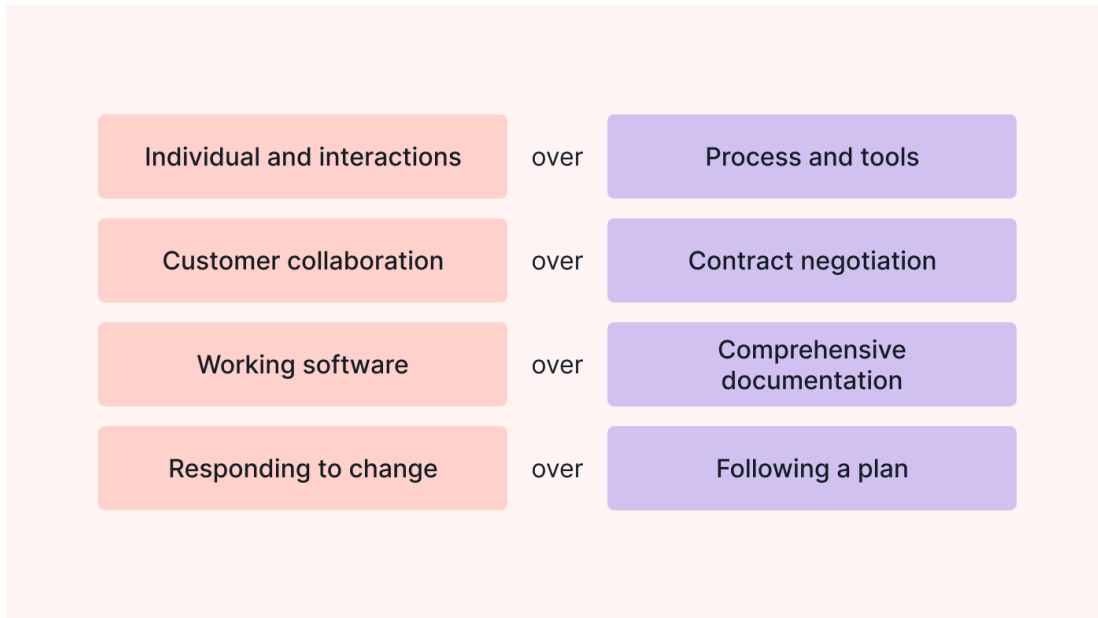 Individual and interactions over Process and tools
Customer collaboration over Contract negotiation
Working software over Comprehensive
documentation
Responding to change over Following a plan